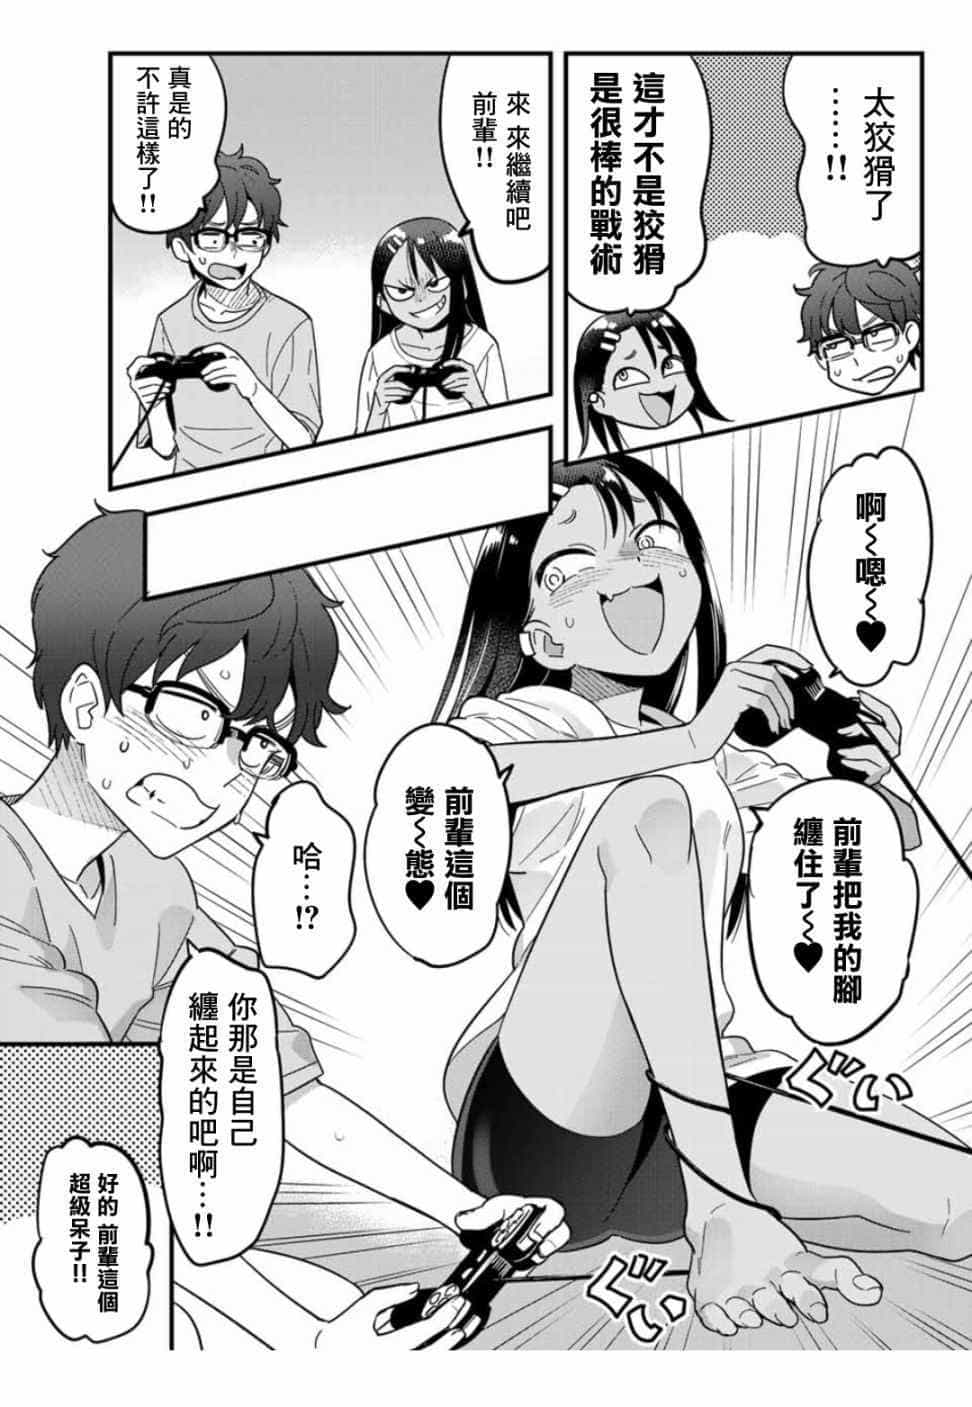 太狡猾了
……!!
這才不是狡猾
是很棒的戰術
來 來繼續吧
前輩!!
真是的
不許這樣了!!
啊～嗯～♥
前輩把我的腳
纏住了～♥
ぐい
前輩這個
變～態♥
哈…!?
你那是自己
纏起來的吧啊…!!
ぐい
好的 前輩這個
超級呆子!!